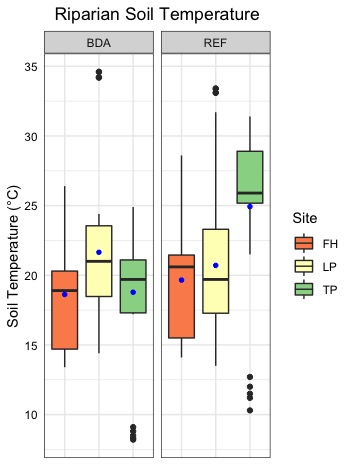 Riparian Soil Temperature
BDA
REF
35
30
25
20
15
10
Soil Temperature (°C)
Site
FH
LP
TP